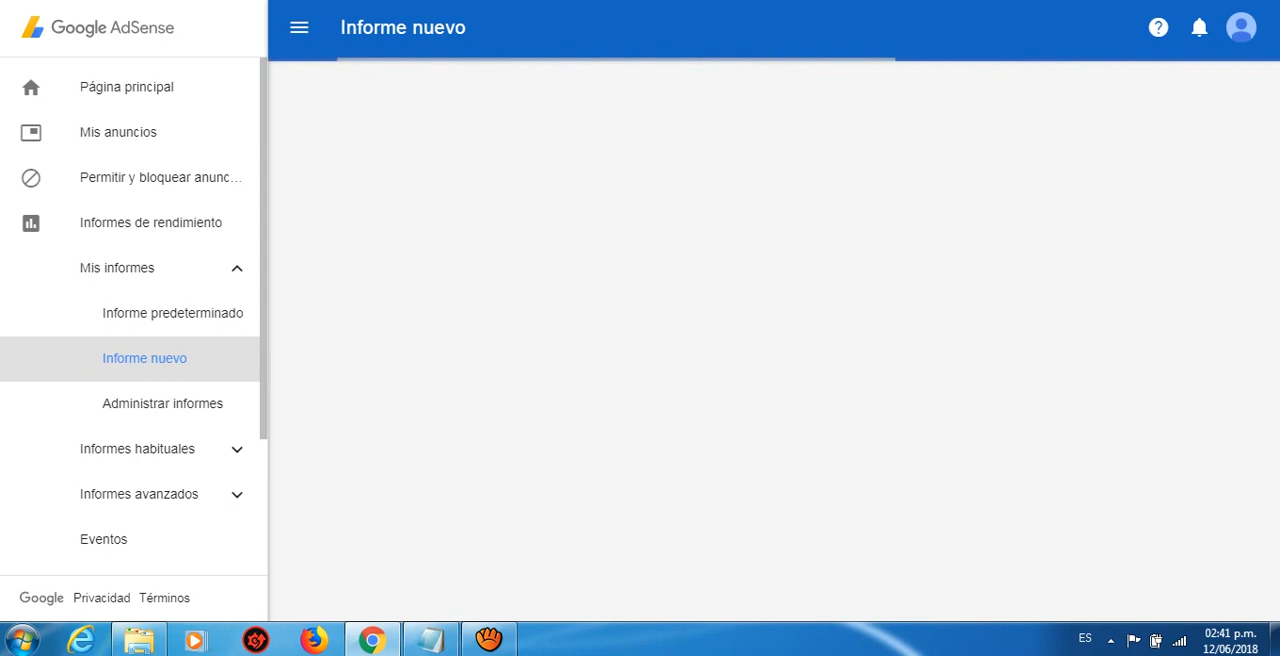 Google AdSense
Informe nuevo
Página principal
Mis anuncios
Permitir y bloquear anunc...
Informes de rendimiento
Mis informes
Informe predeterminado
Informe nuevo
Administrar informes
Informes habituales
Informes avanzados
Eventos
Google Privacidad Términos
ES
02:41 p.m.
12/06/2018